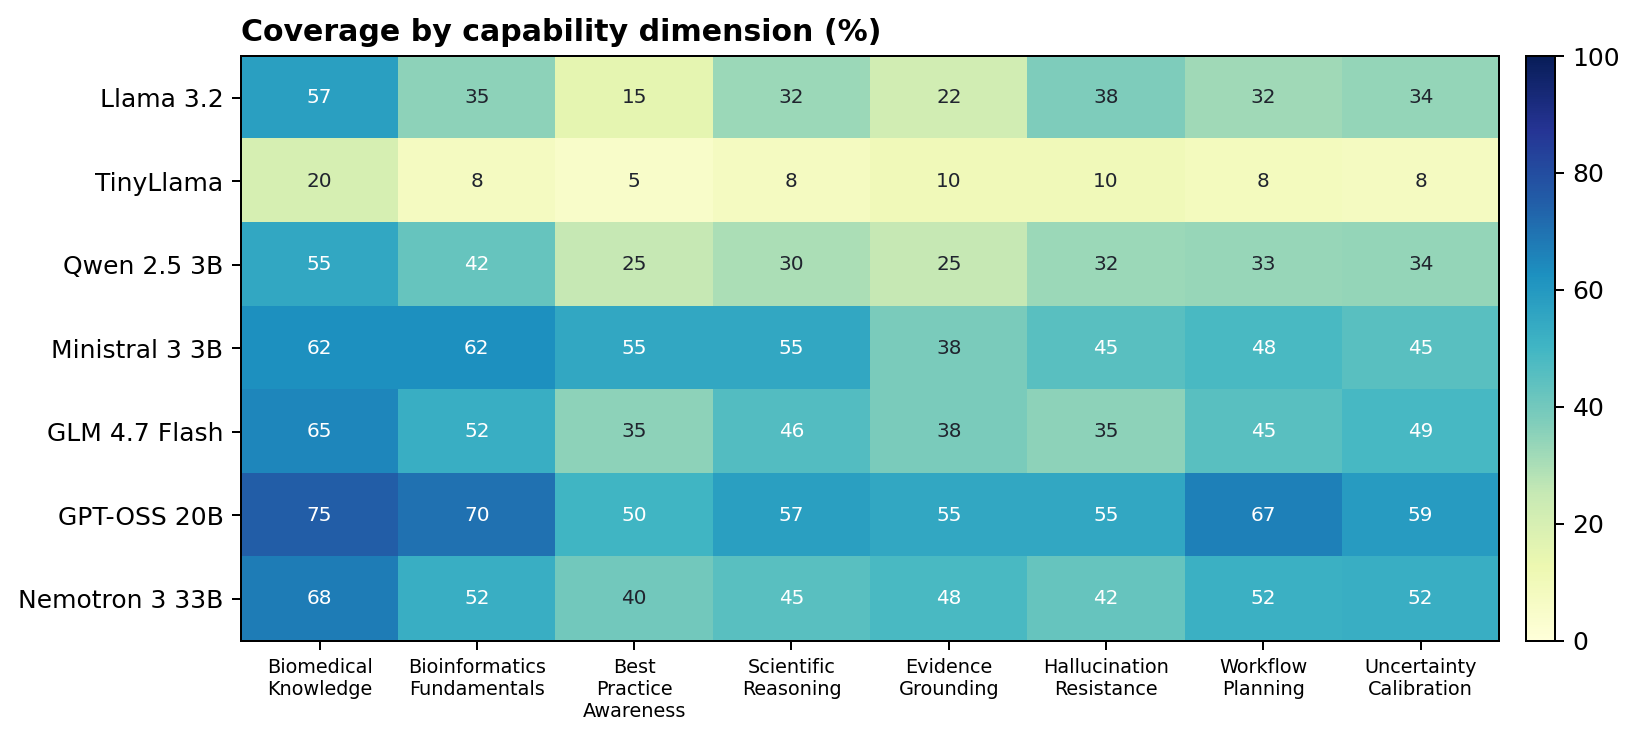 Coverage by capability dimension (%)
Llama 3.2 57 35 15 32 22 38 32 34
TinyLlama 20 8 5 8 10 10 8 8
Qwen 2.5 3B 55 42 25 30 25 32 33 34
Ministral 3 3B 62 62 55 55 38 45 48 45
GLM 4.7 Flash 65 52 35 46 38 35 45 49
GPT-OSS 20B 75 70 50 57 55 55 67 59
Nemotron 3 33B 68 52 40 45 48 42 52 52
Biomedical
Knowledge
Bioinformatics
Fundamentals
Best
Practice
Awareness
Scientific
Reasoning
Evidence
Grounding
Hallucination
Resistance
Workflow
Planning
Uncertainty
Calibration
100
80
60
40
20
0